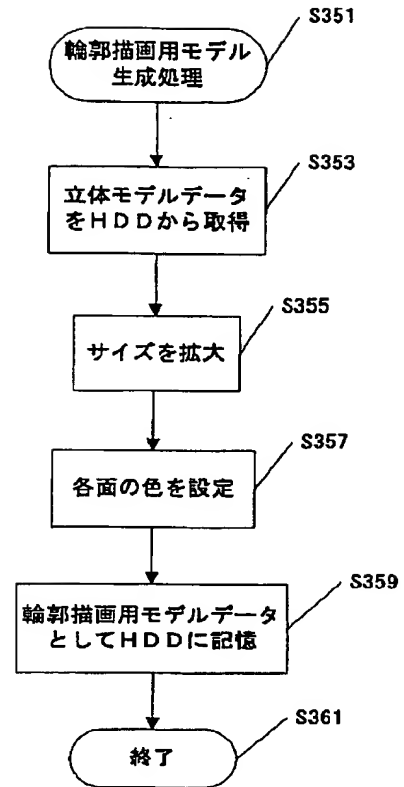 S351
輪郭描画用モデル
生成処理
S353
立体モデルデータ
をＨＤＤから取得
S355
サイズを拡大
S357
各面の色を設定
S359
輪郭描画用モデルデータ
としてＨＤＤに記憶
S361
終了